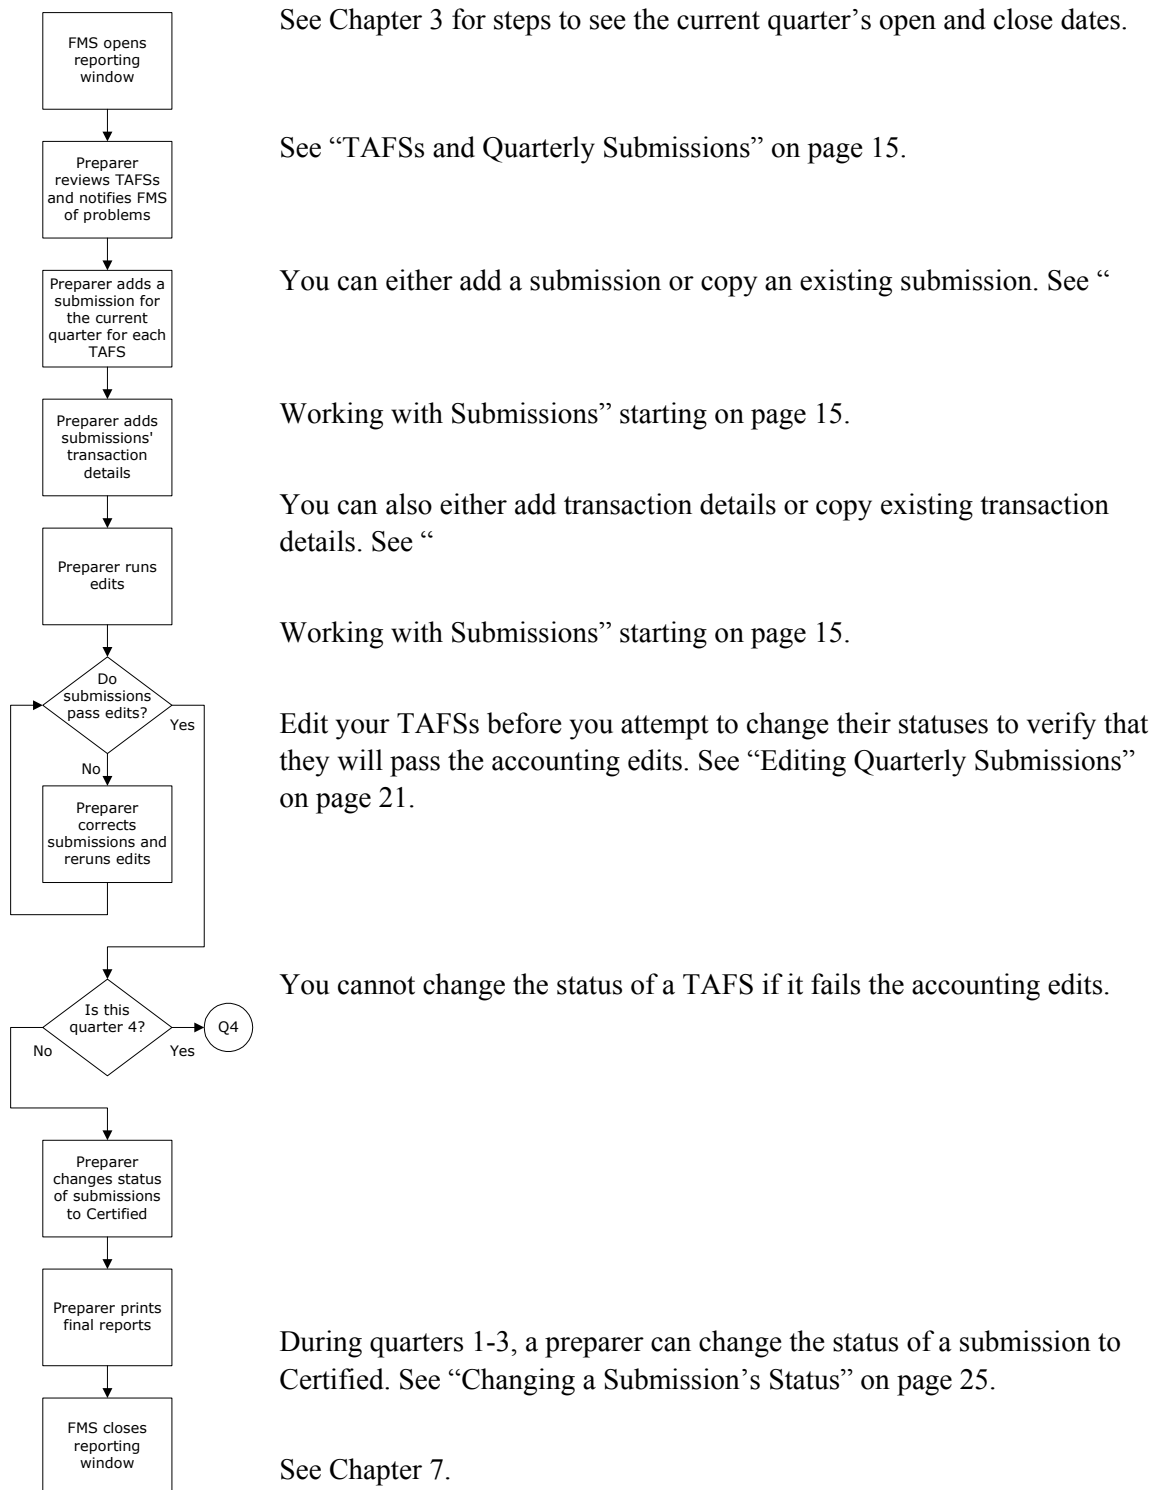 FMS opens
reporting
window
See Chapter 3 for steps to see the current quarter’s open and close dates.
Preparer
reviews TAFSs
and notifies FMS
of problems
See “TAFSs and Quarterly Submissions” on page 15.
Preparer adds a
submission for
the current
quarter for each
TAFS
You can either add a submission or copy an existing submission. See “
Preparer adds
submissions'
transaction
details
Working with Submissions” starting on page 15.
You can also either add transaction details or copy existing transaction
details. See “
Preparer runs
edits
Working with Submissions” starting on page 15.
Do
submissions
pass edits?
Yes
No
Edit your TAFSs before you attempt to change their statuses to verify that
they will pass the accounting edits. See “Editing Quarterly Submissions”
on page 21.
Preparer
corrects
submissions and
reruns edits
You cannot change the status of a TAFS if it fails the accounting edits.
Is this
quarter 4?
No
Yes
Q4
Preparer
changes status
of submissions
to Certified
Preparer prints
final reports
During quarters 1-3, a preparer can change the status of a submission to
Certified. See “Changing a Submission’s Status” on page 25.
FMS closes
reporting
window
See Chapter 7.